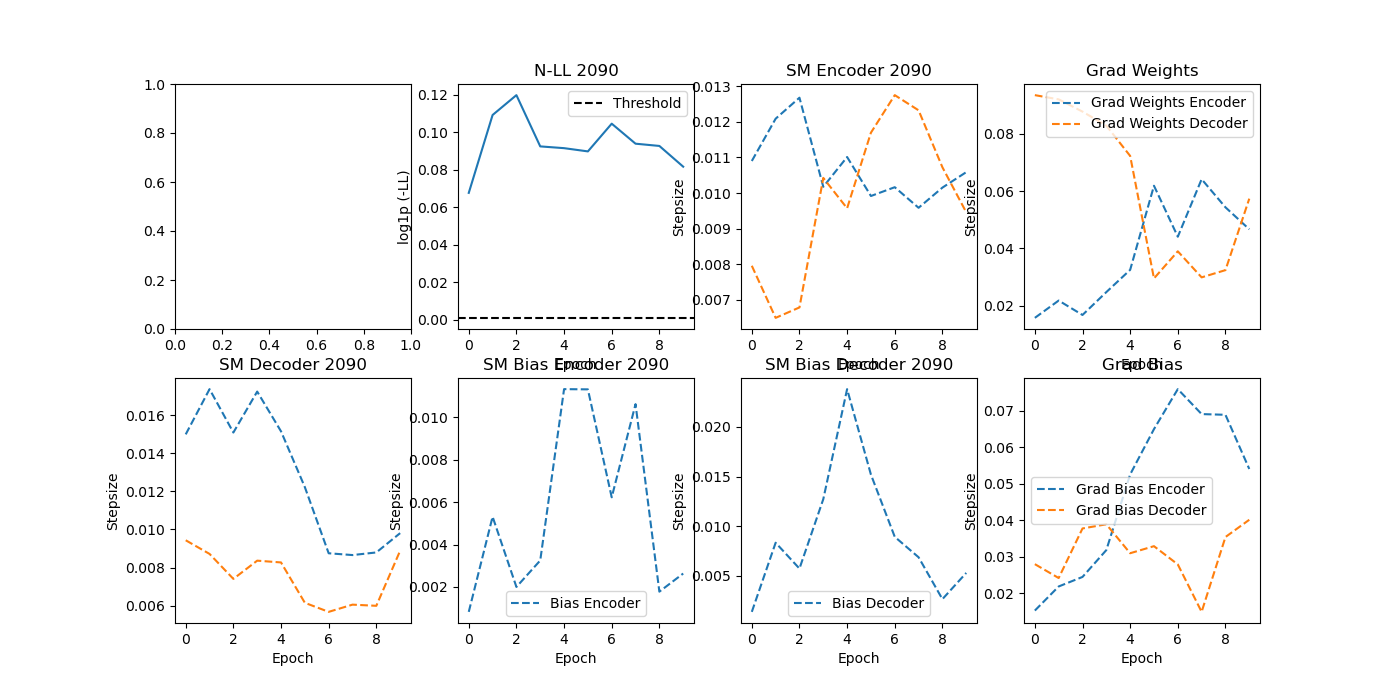 N-LL 2090
SM Encoder 2090
Grad Weights
1.0
0.8
0.6
0.4
0.2
0.0
0.0 0.2 0.4 0.6 0.8 1.0
log1p (-LL)
0.12
0.10
0.08
0.06
0.04
0.02
0.00
Threshold
0 2 4 6 8
Epoch
Stepsize
0.013
0.012
0.011
0.010
0.009
0.008
0.007
0 2 4 6 8
Epoch
Stepsize
0.08
0.06
0.04
0.02
Grad Weights Encoder
Grad Weights Decoder
0 2 4 6 8
Epoch
SM Decoder 2090
Stepsize
0.016
0.014
0.012
0.010
0.008
0.006
0 2 4 6 8
Epoch
SM Bias Encoder 2090
Stepsize
0.010
0.008
0.006
0.004
0.002
Bias Encoder
0 2 4 6 8
Epoch
SM Bias Decoder 2090
Stepsize
0.020
0.015
0.010
0.005
Bias Decoder
0 2 4 6 8
Epoch
Grad Bias
Stepsize
0.07
0.06
0.05
0.04
0.03
0.02
Grad Bias Encoder
Grad Bias Decoder
0 2 4 6 8
Epoch